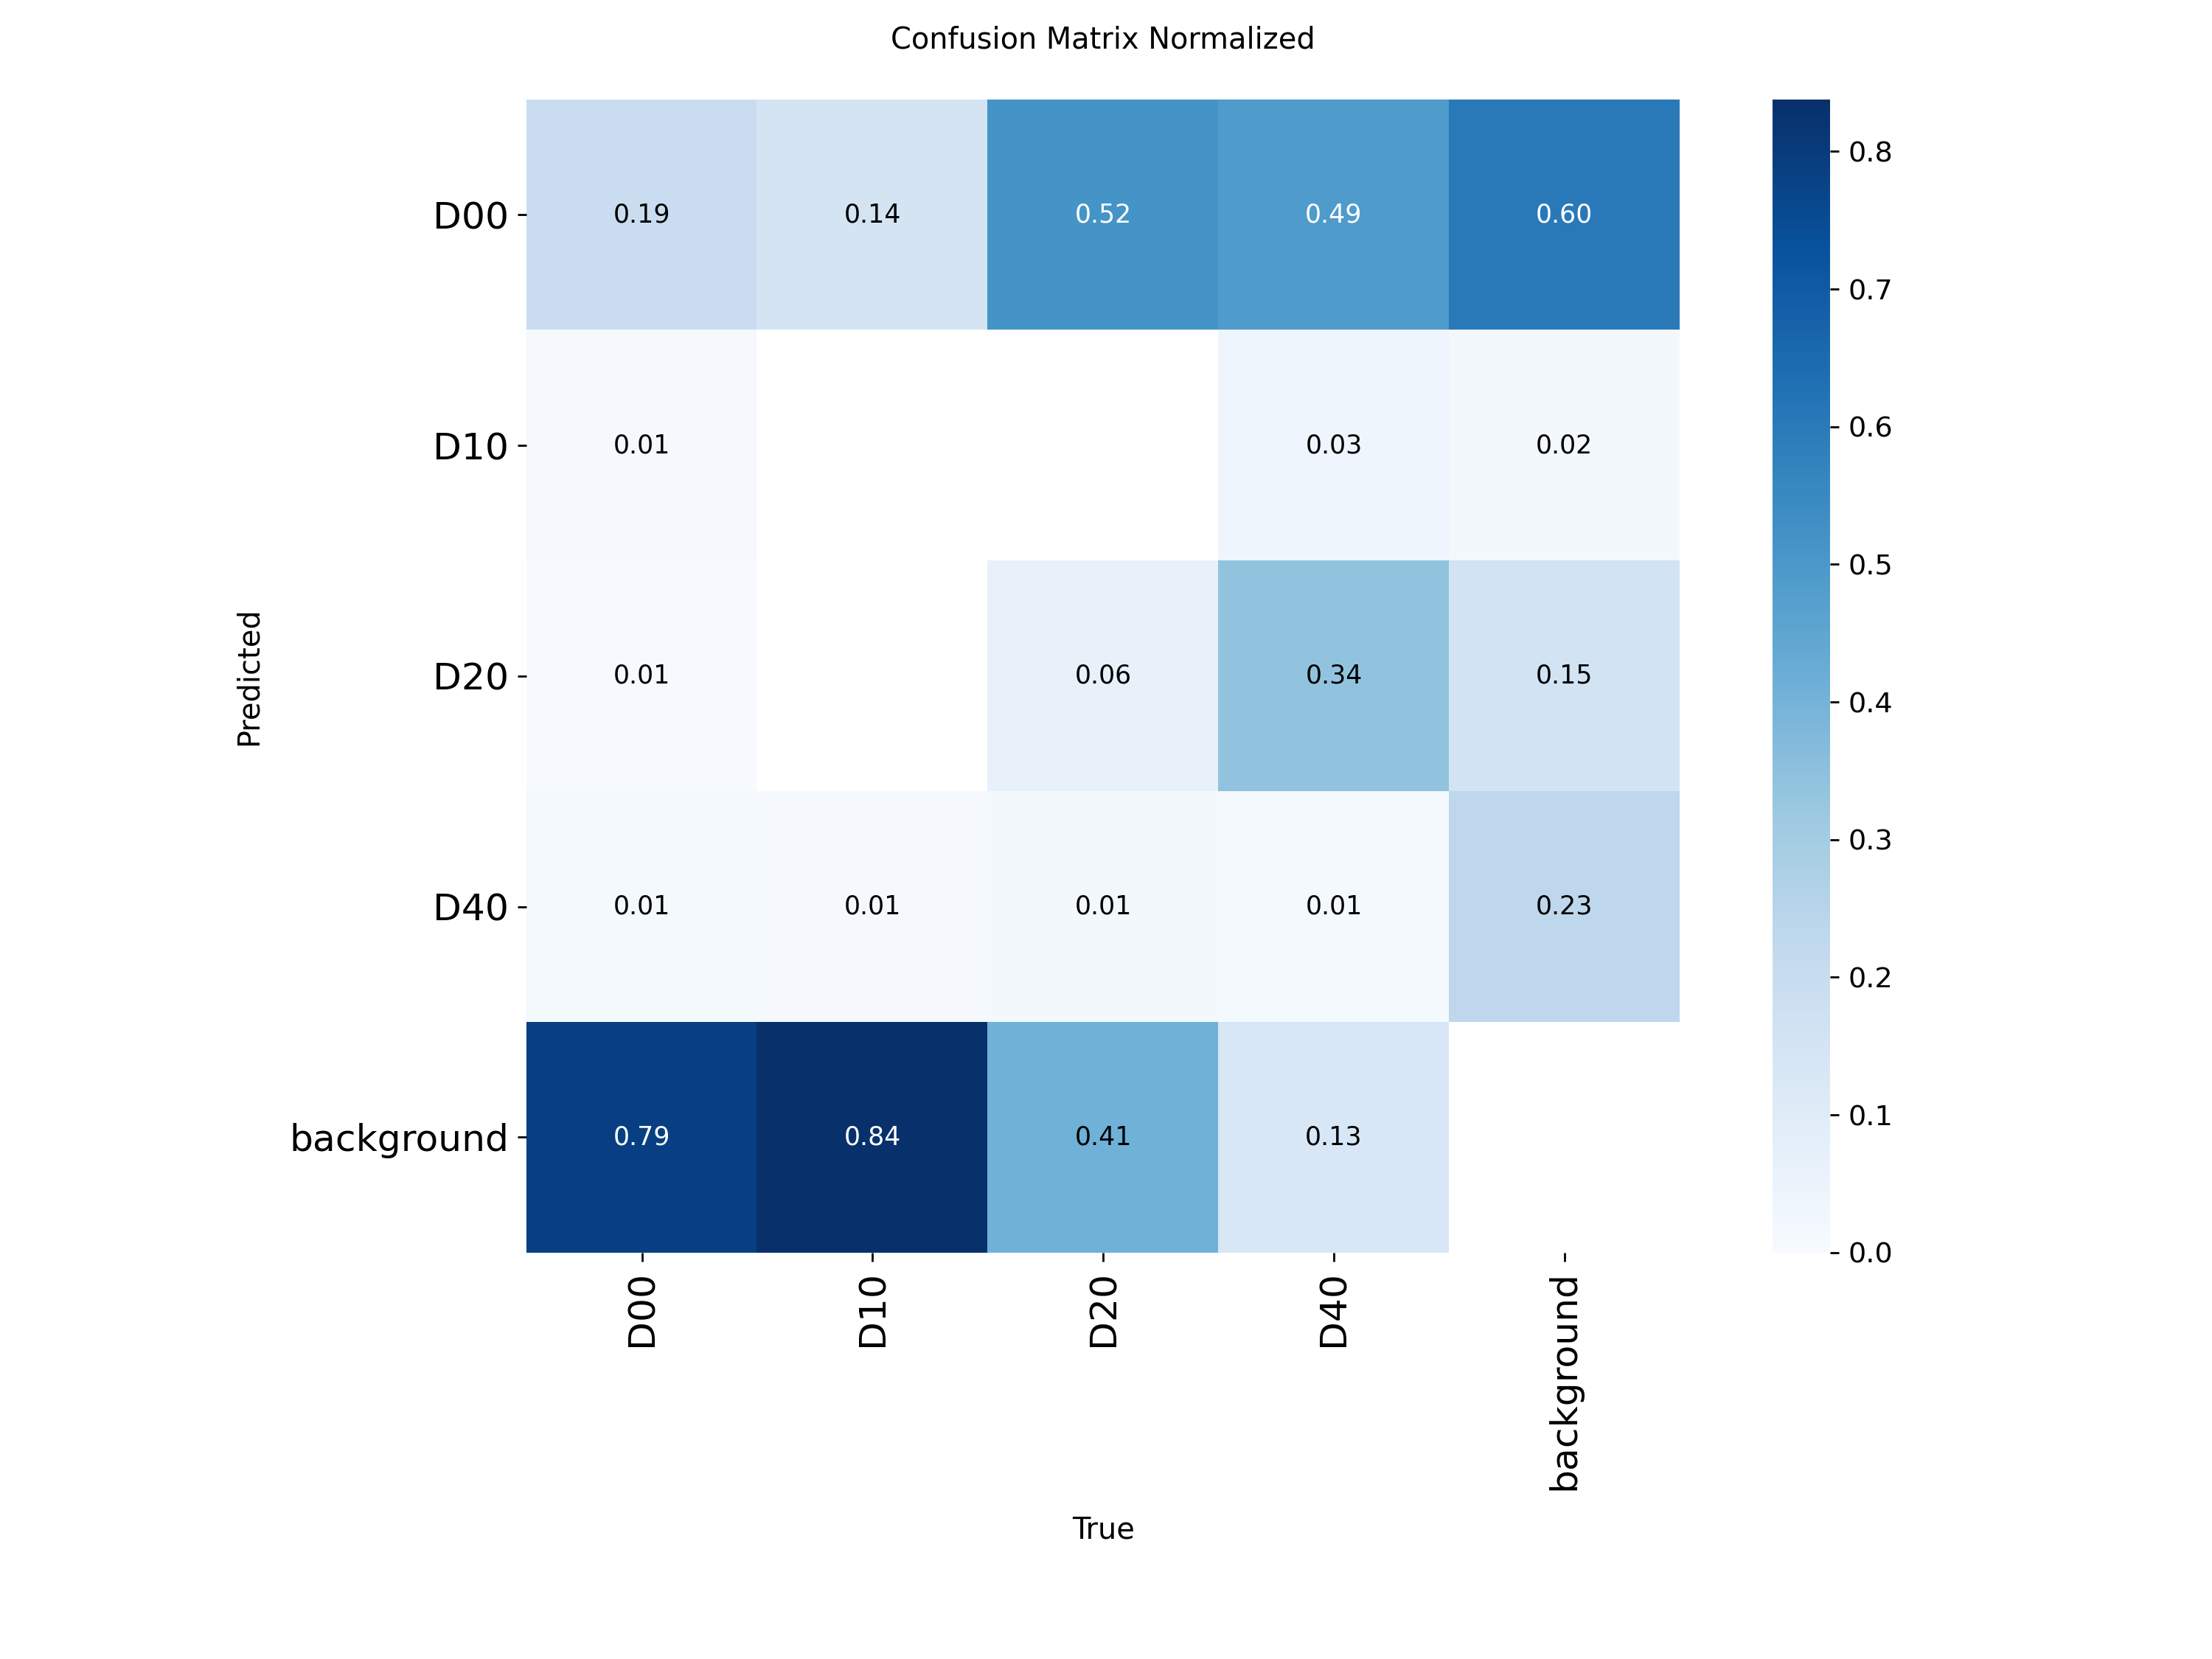 Confusion Matrix Normalized
D00 0.19 0.14 0.52 0.49 0.60
D10 0.01 0.03 0.02
D20 0.01 0.06 0.34 0.15
D40 0.01 0.01 0.01 0.01 0.23
background 0.79 0.84 0.41 0.13
Predicted
D00 D10 D20 D40 background
True
0.8
0.7
0.6
0.5
0.4
0.3
0.2
0.1
0.0